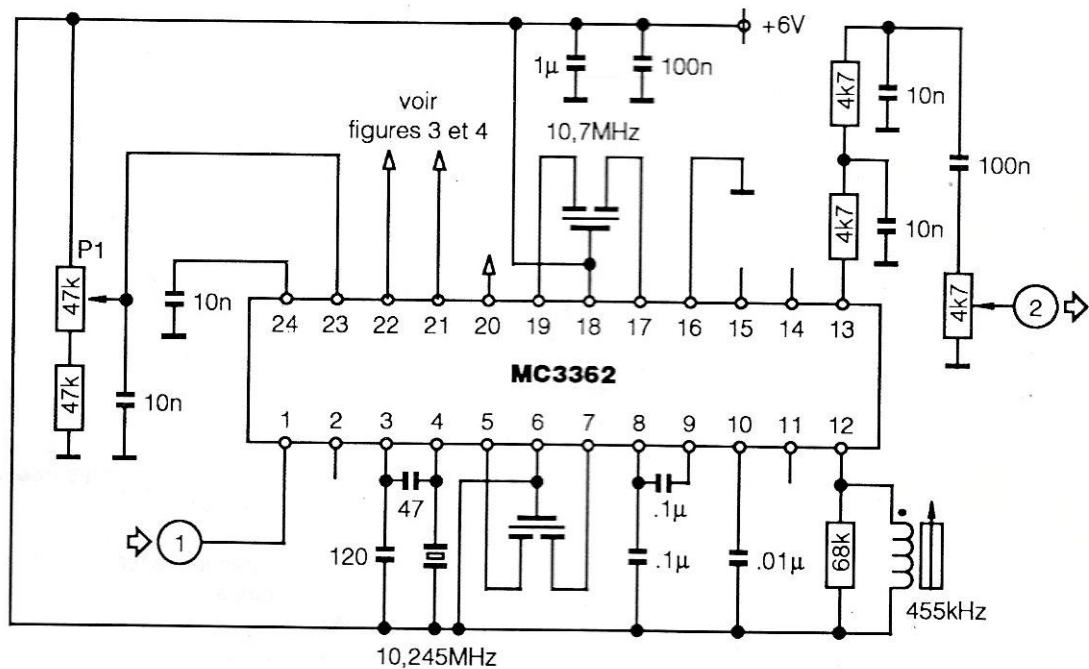 +6V
1µ
100n
voir
figures 3 et 4
10,7MHz
4k7
10n
4k7
10n
100n
4k7
2
P1
47k
47k
10n
10n
24
23
22
21
20
19
18
17
16
15
14
13
MC3362
1
2
3
4
5
6
7
8
9
10
11
12
1
47
120
.1µ
.1µ
.01µ
68k
455kHz
10,245MHz